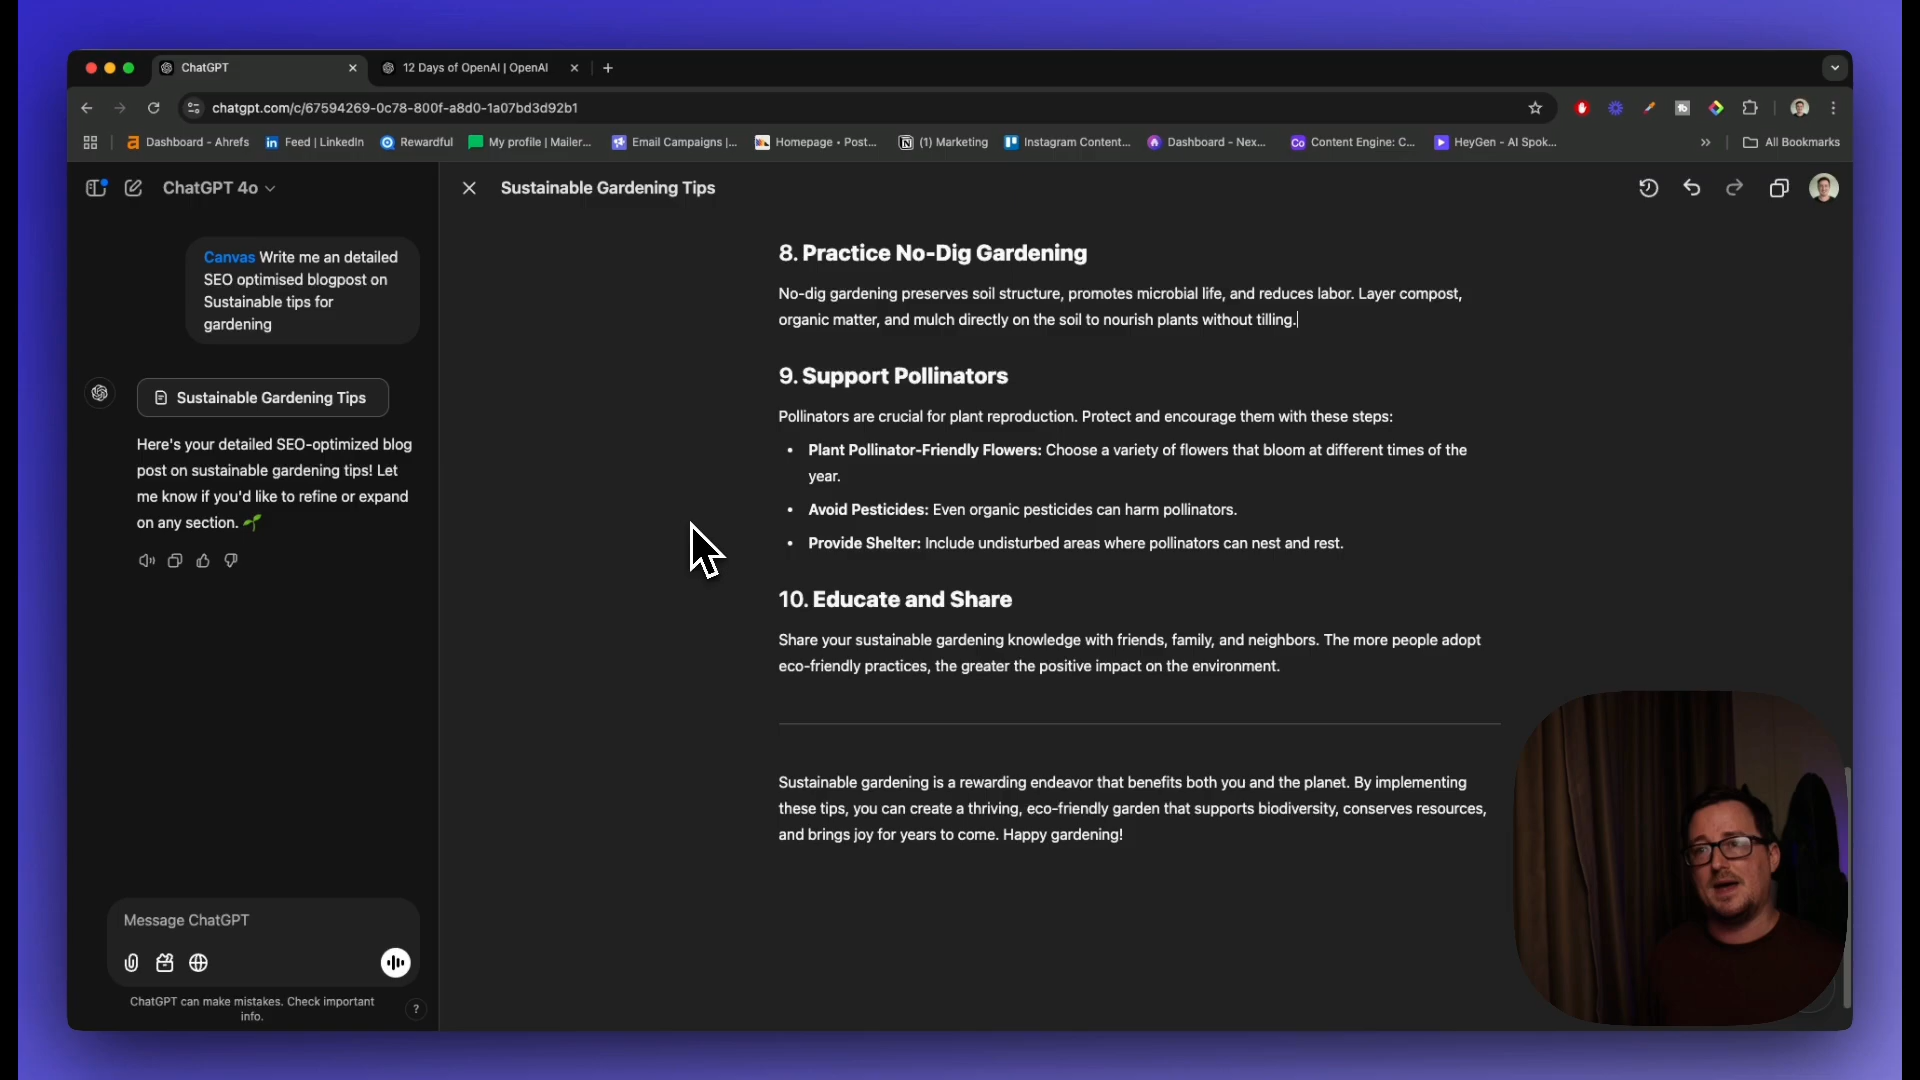 ChatGPT
12 Days of OpenAI | OpenAI
chatgpt.com/c/67594269-0c78-800f-a8d0-1a07bd3d92b1
Dashboard - Ahrefs
Feed | LinkedIn
Rewardful
My profile | Mailer...
Email Campaigns |...
Homepage • Post...
(1) Marketing
Instagram Content...
Dashboard - Nex...
Content Engine: C...
HeyGen - AI Spok...
All Bookmarks
ChatGPT 4o
Sustainable Gardening Tips
Canvas Write me an detailed
SEO optimised blogpost on
Sustainable tips for
gardening
Sustainable Gardening Tips
Here's your detailed SEO-optimized blog
post on sustainable gardening tips! Let
me know if you'd like to refine or expand
on any section. 🌱
Message ChatGPT
ChatGPT can make mistakes. Check important
info.
?
8. Practice No-Dig Gardening
No-dig gardening preserves soil structure, promotes microbial life, and reduces labor. Layer compost,
organic matter, and mulch directly on the soil to nourish plants without tilling.
9. Support Pollinators
Pollinators are crucial for plant reproduction. Protect and encourage them with these steps:
• Plant Pollinator-Friendly Flowers: Choose a variety of flowers that bloom at different times of the
year.
• Avoid Pesticides: Even organic pesticides can harm pollinators.
• Provide Shelter: Include undisturbed areas where pollinators can nest and rest.
10. Educate and Share
Share your sustainable gardening knowledge with friends, family, and neighbors. The more people adopt
eco-friendly practices, the greater the positive impact on the environment.
Sustainable gardening is a rewarding endeavor that benefits both you and the planet. By implementing
these tips, you can create a thriving, eco-friendly garden that supports biodiversity, conserves resources,
and brings joy for years to come. Happy gardening!